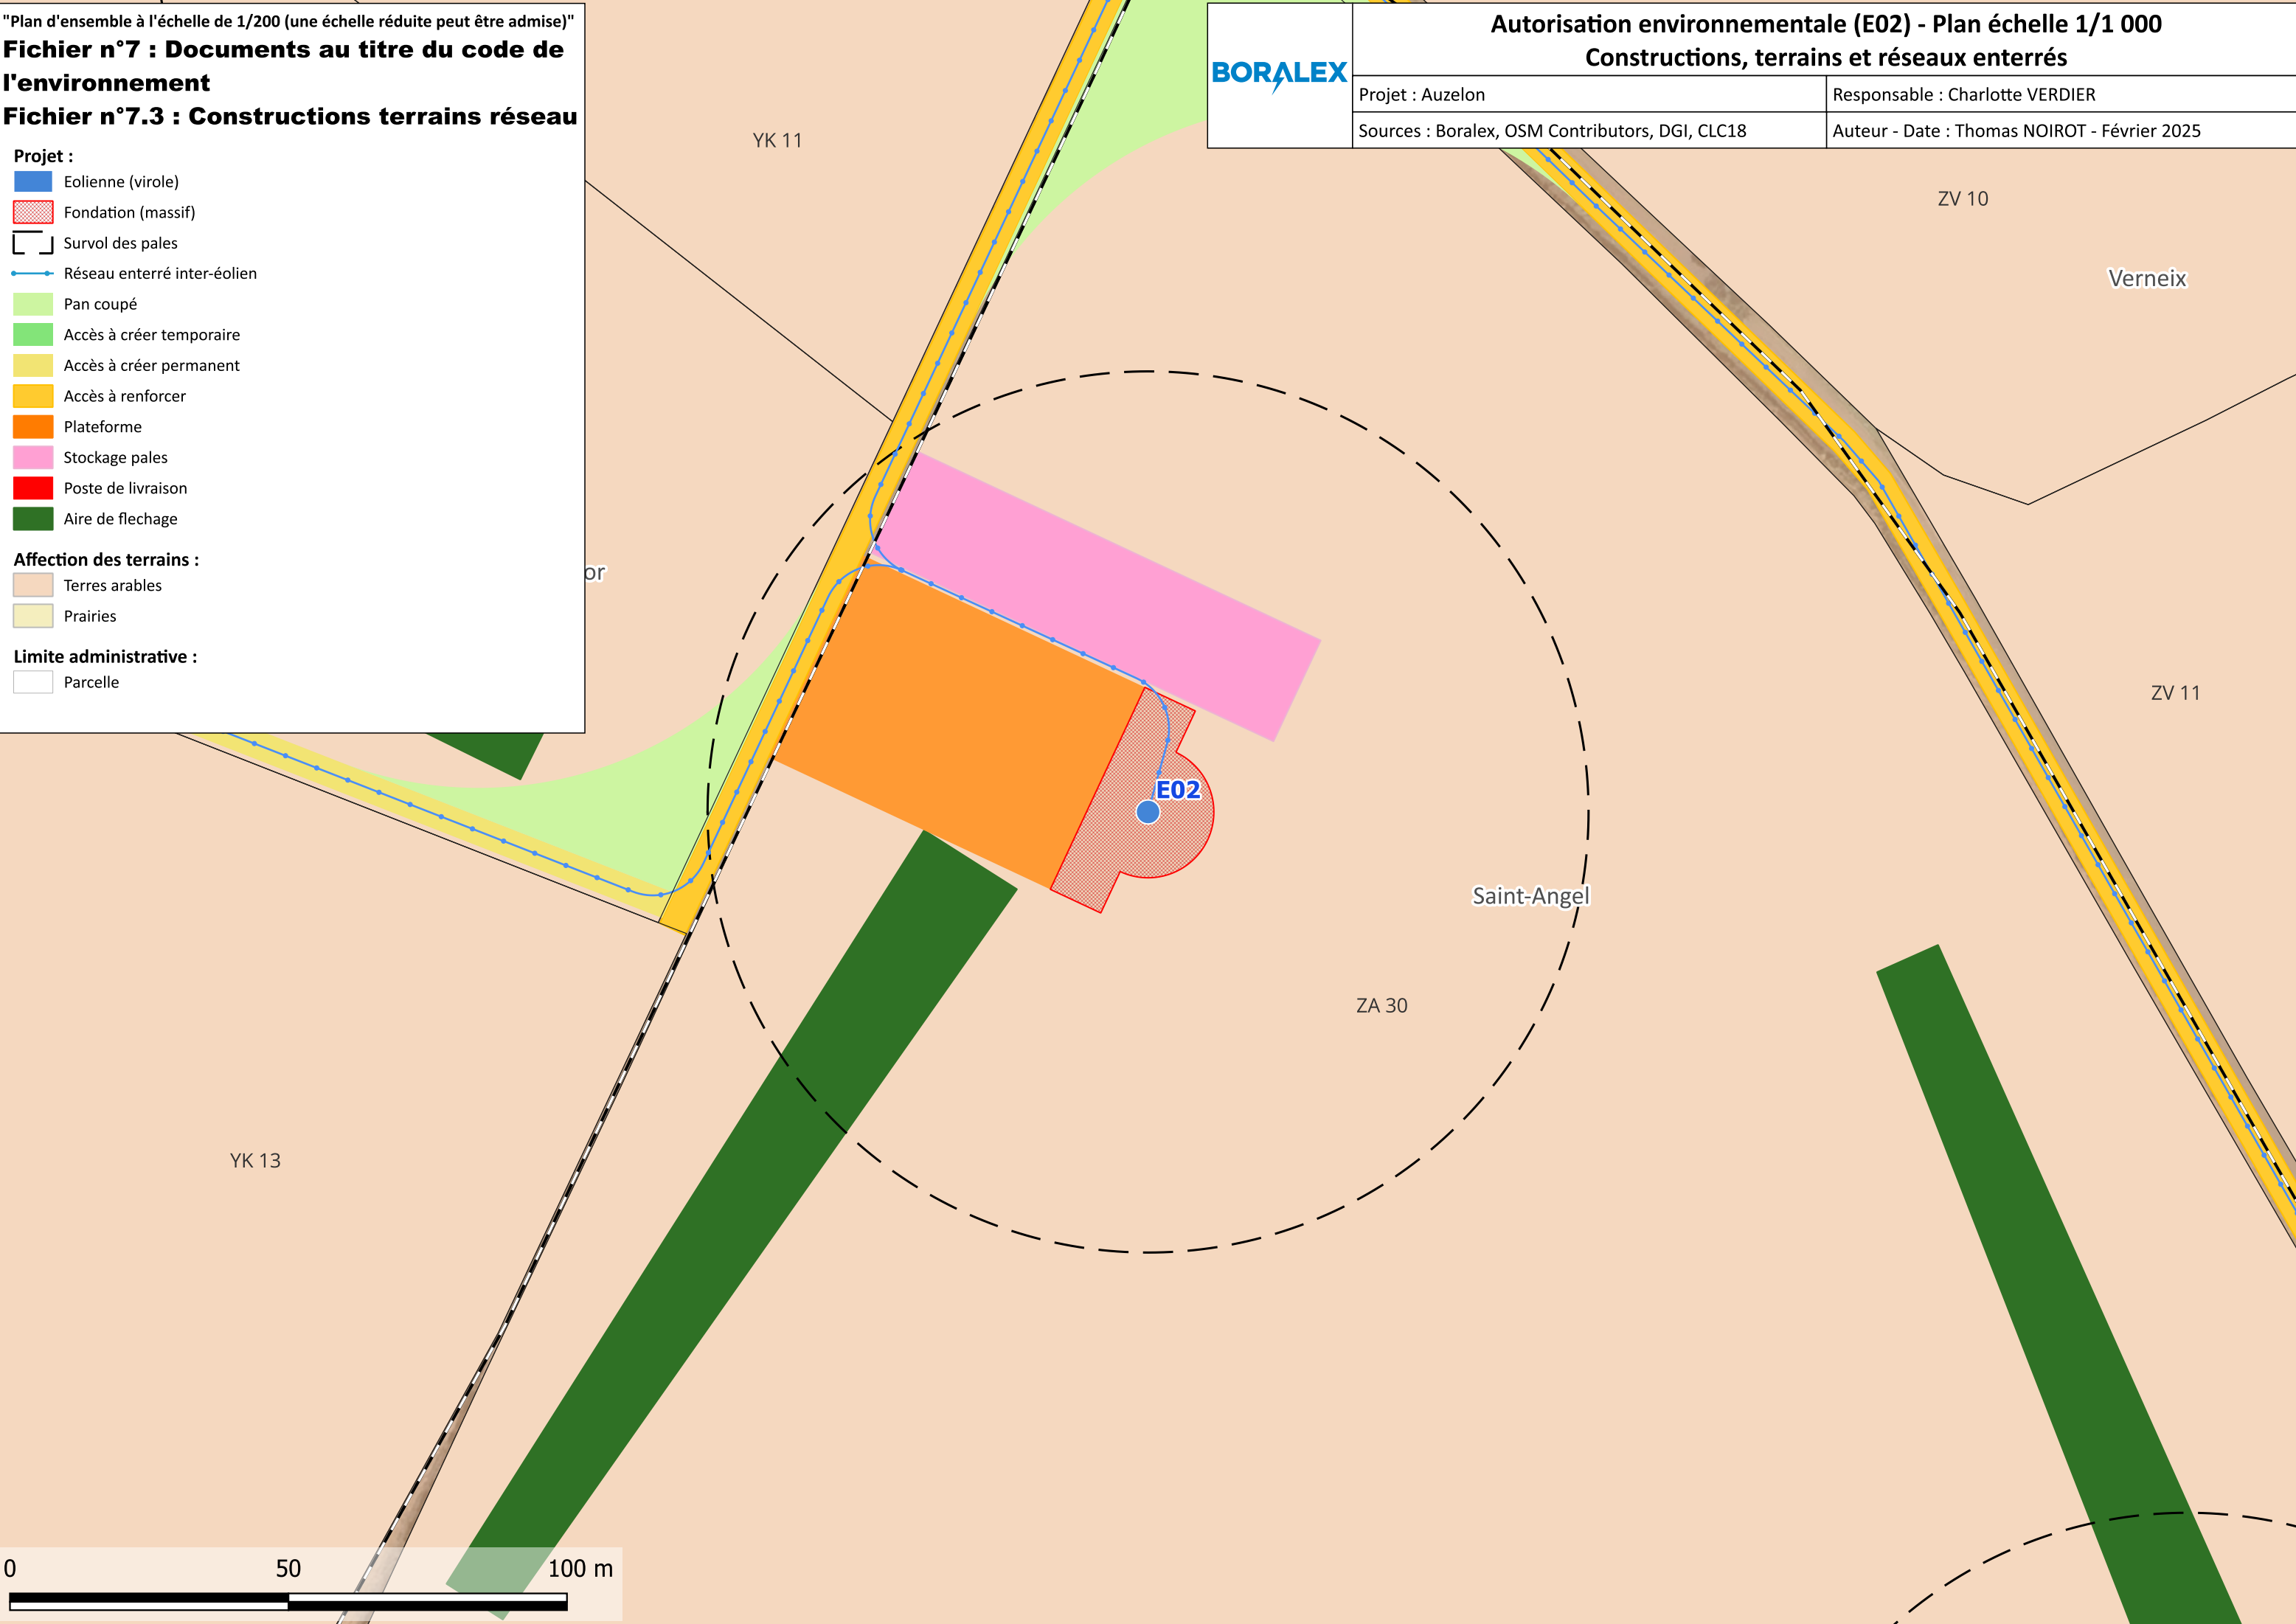 "Plan d'ensemble à l'échelle de 1/200 (une échelle réduite peut être admise)"
Fichier n°7 : Documents au titre du code de
l'environnement
Fichier n°7.3 : Constructions terrains réseau
Projet :
Eolienne (virole)
Fondation (massif)
Survol des pales
Réseau enterré inter-éolien
Pan coupé
Accès à créer temporaire
Accès à créer permanent
Accès à renforcer
Plateforme
Stockage pales
Poste de livraison
Aire de flechage
Affection des terrains :
Terres arables
Prairies
Limite administrative :
Parcelle
BORALEX
Autorisation environnementale (E02) - Plan échelle 1/1 000
Constructions, terrains et réseaux enterrés
Projet : Auzelon
Responsable : Charlotte VERDIER
Sources : Boralex, OSM Contributors, DGI, CLC18
Auteur - Date : Thomas NOIROT - Février 2025
YK 11
ZV 10
Verneix
or
ZV 11
E02
Saint-Angel
ZA 30
YK 13
0 50 100 m